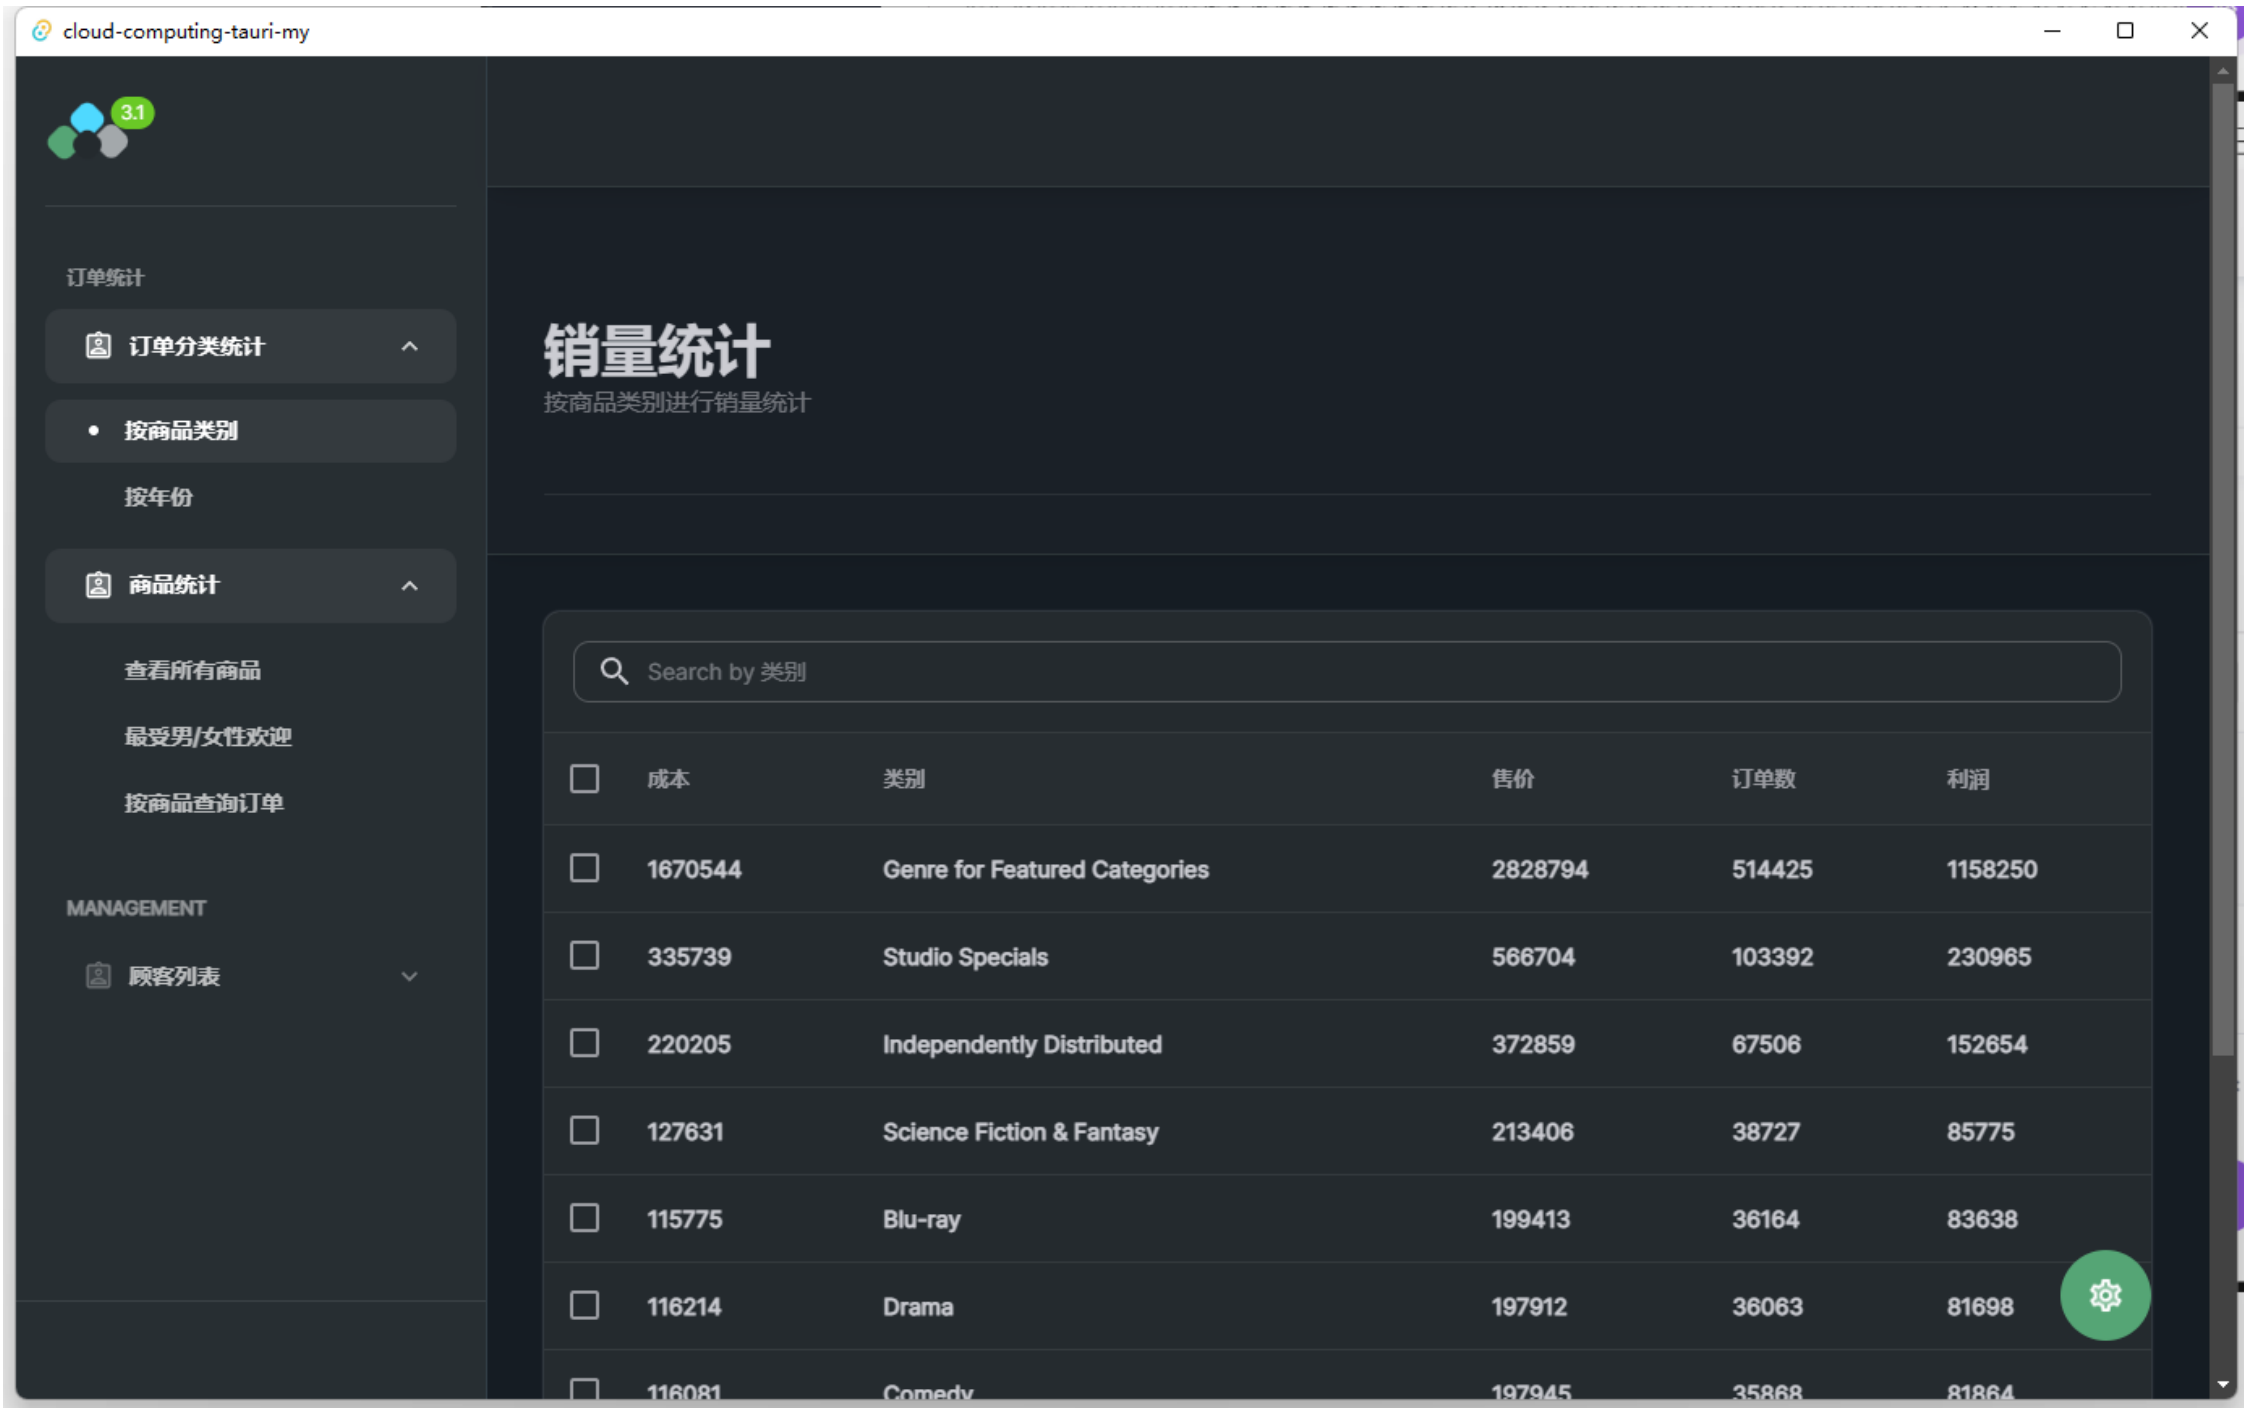 cloud-computing-tauri-my
3.1
订单统计
订单分类统计
按商品类别
按年份
商品统计
查看所有商品
最受男/女性欢迎
按商品查询订单
MANAGEMENT
顾客列表
销量统计
按商品类别进行销量统计
Search by 类别
成本 类别 售价 订单数 利润
1670544 Genre for Featured Categories 2828794 514425 1158250
335739 Studio Specials 566704 103392 230965
220205 Independently Distributed 372859 67506 152654
127631 Science Fiction & Fantasy 213406 38727 85775
115775 Blu-ray 199413 36164 83638
116214 Drama 197912 36063 81698
116081 Comedy 197945 35868 81864